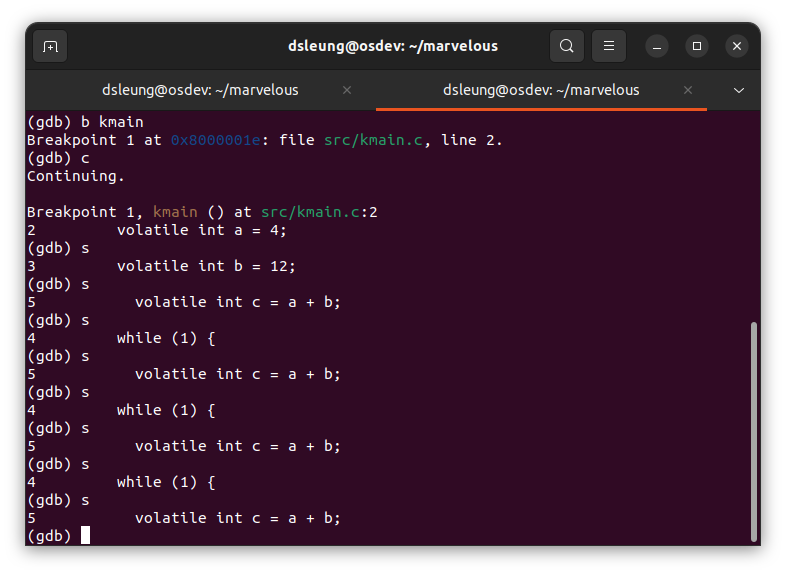 dsleung@osdev: ~/marvelous
dsleung@osdev: ~/marvelous × dsleung@osdev: ~/marvelous ×
(gdb) b kmain
Breakpoint 1 at 0x8000001e: file src/kmain.c, line 2.
(gdb) c
Continuing.

Breakpoint 1, kmain () at src/kmain.c:2
2         volatile int a = 4;
(gdb) s
3         volatile int b = 12;
(gdb) s
5           volatile int c = a + b;
(gdb) s
4         while (1) {
(gdb) s
5           volatile int c = a + b;
(gdb) s
4         while (1) {
(gdb) s
5           volatile int c = a + b;
(gdb) s
4         while (1) {
(gdb) s
5           volatile int c = a + b;
(gdb)